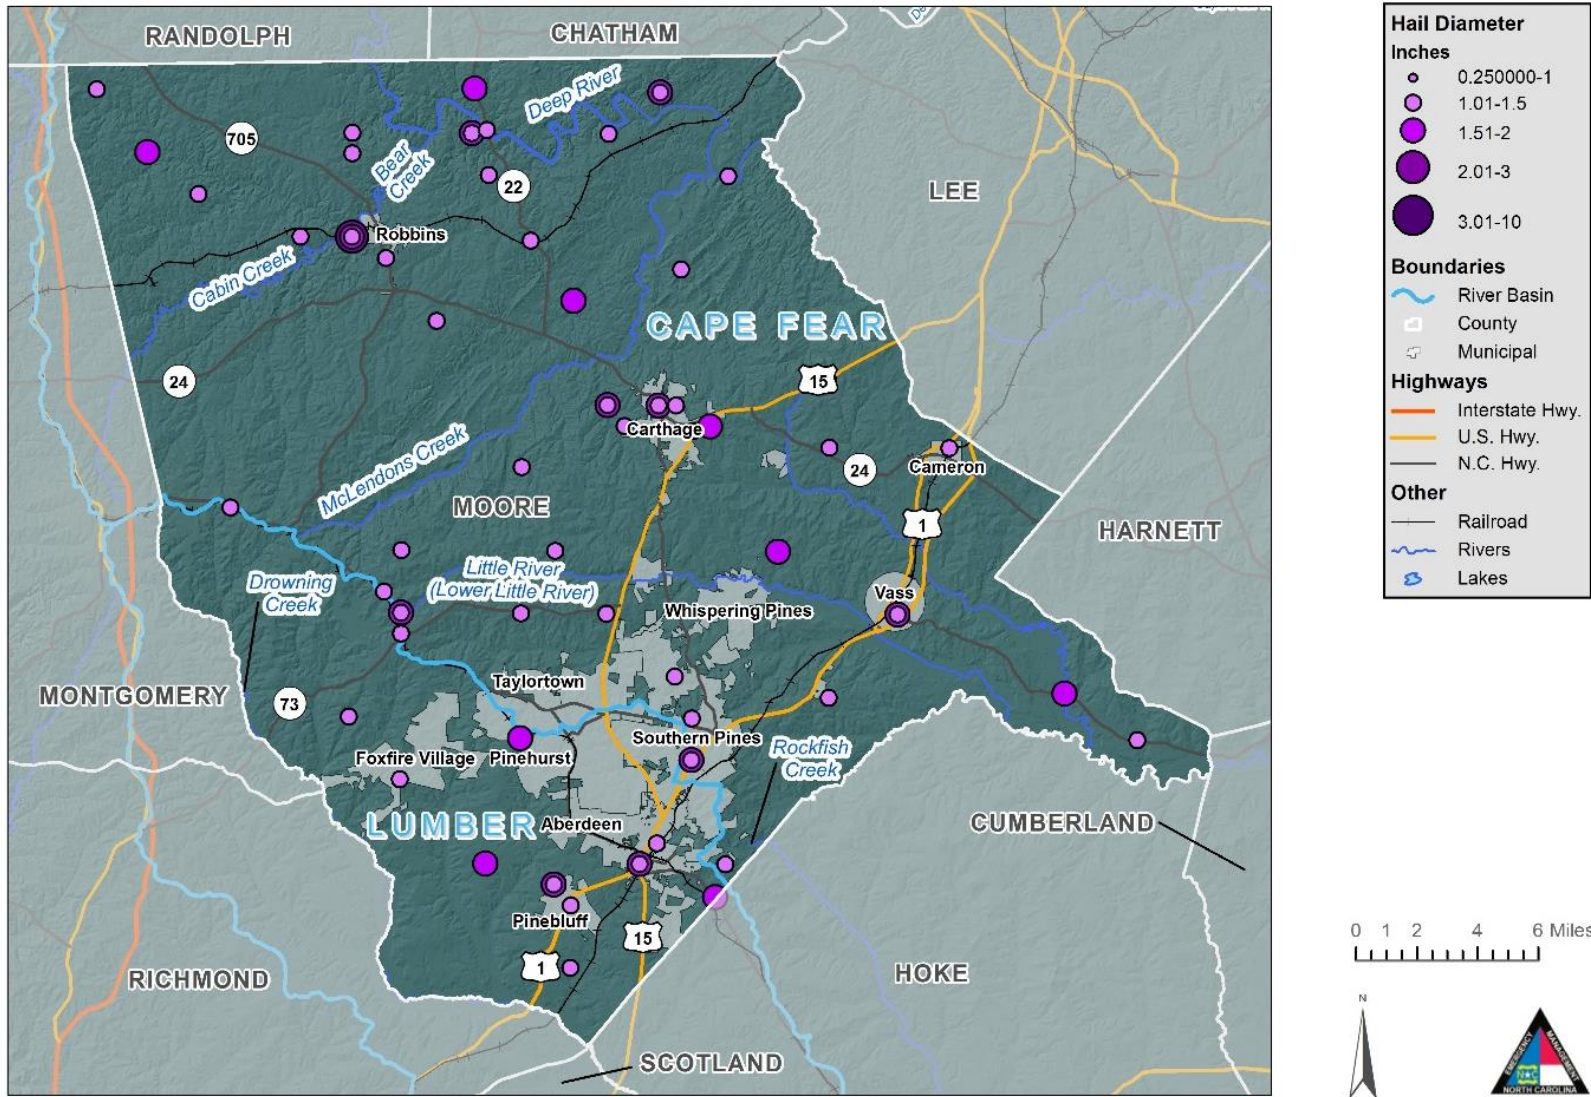 RANDOLPH
CHATHAM
Deep River
705
Bear
Creek
22
LEE
Robbins
Cabin Creek
CAPE FEAR
24
15
Carthage
McLendons Creek
24
Cameron
MOORE
1
HARNETT
Little River
(Lower Little River)
Drowning
Creek
Vass
Whispering Pines
Taylortown
MONTGOMERY
73
Southern Pines
Foxfire Village
Pinehurst
Rockfish
Creek
LUMBER
Aberdeen
CUMBERLAND
Pinebluff
15
1
RICHMOND
HOKE
SCOTLAND
Hail Diameter
Inches
0.250000-1
1.01-1.5
1.51-2
2.01-3
3.01-10
Boundaries
River Basin
County
Municipal
Highways
Interstate Hwy.
U.S. Hwy.
N.C. Hwy.
Other
Railroad
Rivers
Lakes
0 1 2 4 6 Miles
N
EMERGENCY
MANAGEMENT
N C
NORTH CAROLINA